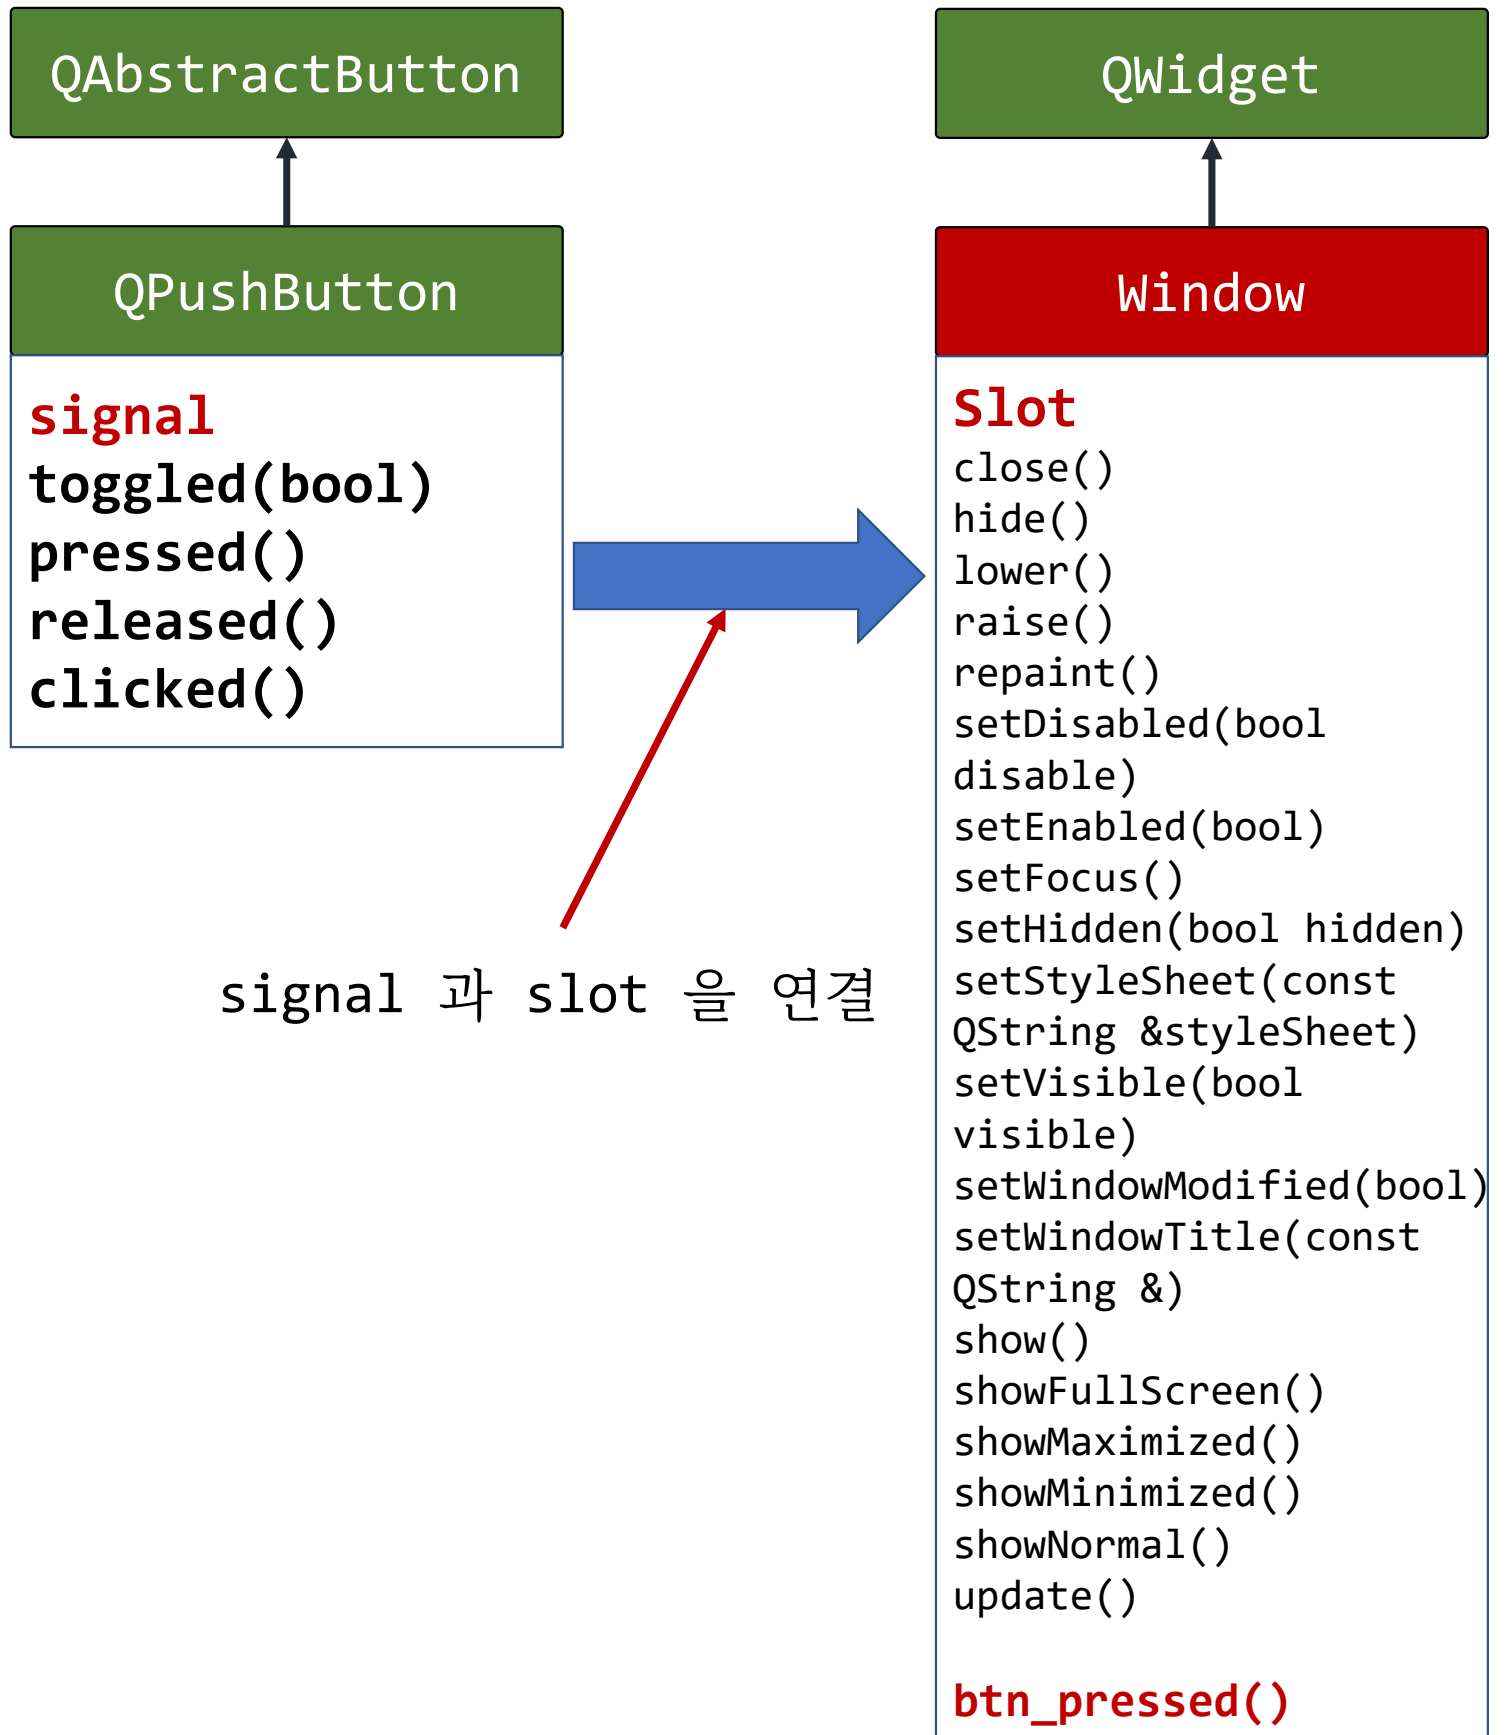 QAbstractButton
QPushButton
signal
toggled(bool)
pressed()
released()
clicked()
signal 과 slot 을 연결
QWidget
Window
Slot
close()
hide()
lower()
raise()
repaint()
setDisabled(bool
disable)
setEnabled(bool)
setFocus()
setHidden(bool hidden)
setStyleSheet(const
QString &styleSheet)
setVisible(bool
visible)
setWindowModified(bool)
setWindowTitle(const
QString &)
show()
showFullScreen()
showMaximized()
showMinimized()
showNormal()
update()
btn_pressed()